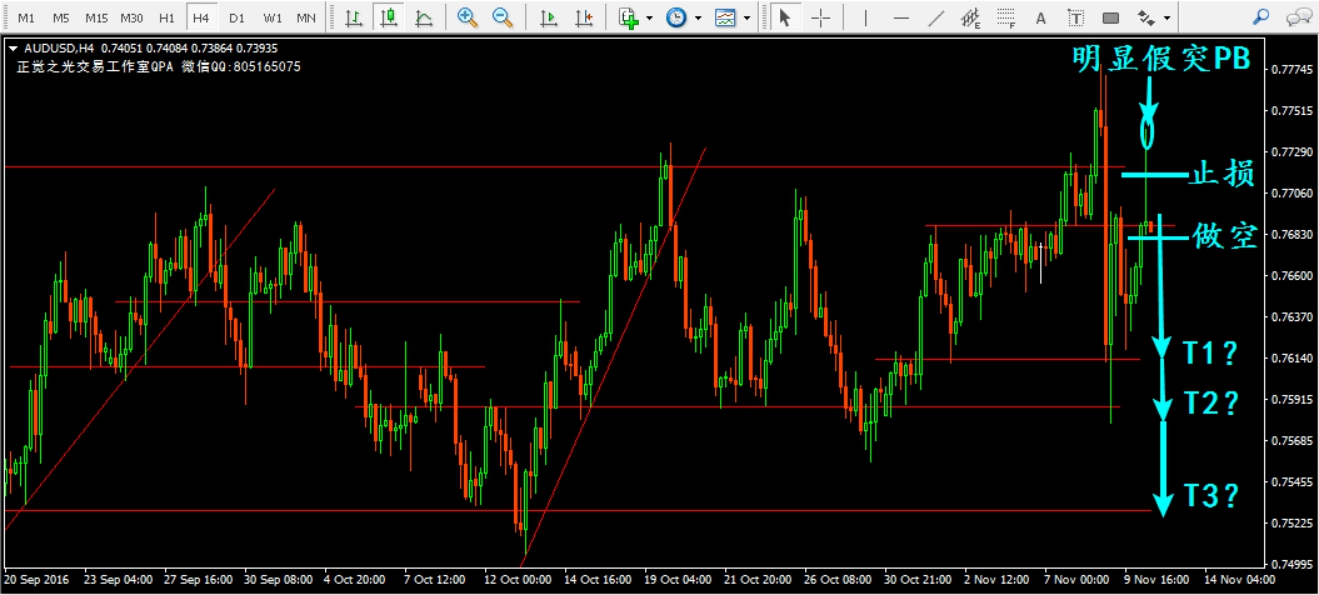 M1 M5 M15 M30 H1 H4 D1 W1 MN E F A T
AUDUSD,H4 0.74051 0.74084 0.73864 0.73935
正觉之光交易工作室QPA 微信QQ:805165075
明显假突PB
止损
做空
T1?
T2?
T3?
0.77745
0.77515
0.77290
0.77060
0.76830
0.76600
0.76370
0.76140
0.75915
0.75685
0.75455
0.75225
0.74995
20 Sep 2016 23 Sep 04:00 27 Sep 16:00 30 Sep 08:00 4 Oct 20:00 7 Oct 12:00 12 Oct 00:00 14 Oct 16:00 19 Oct 04:00 21 Oct 20:00 26 Oct 08:00 30 Oct 21:00 2 Nov 12:00 7 Nov 00:00 9 Nov 16:00 14 Nov 04:00